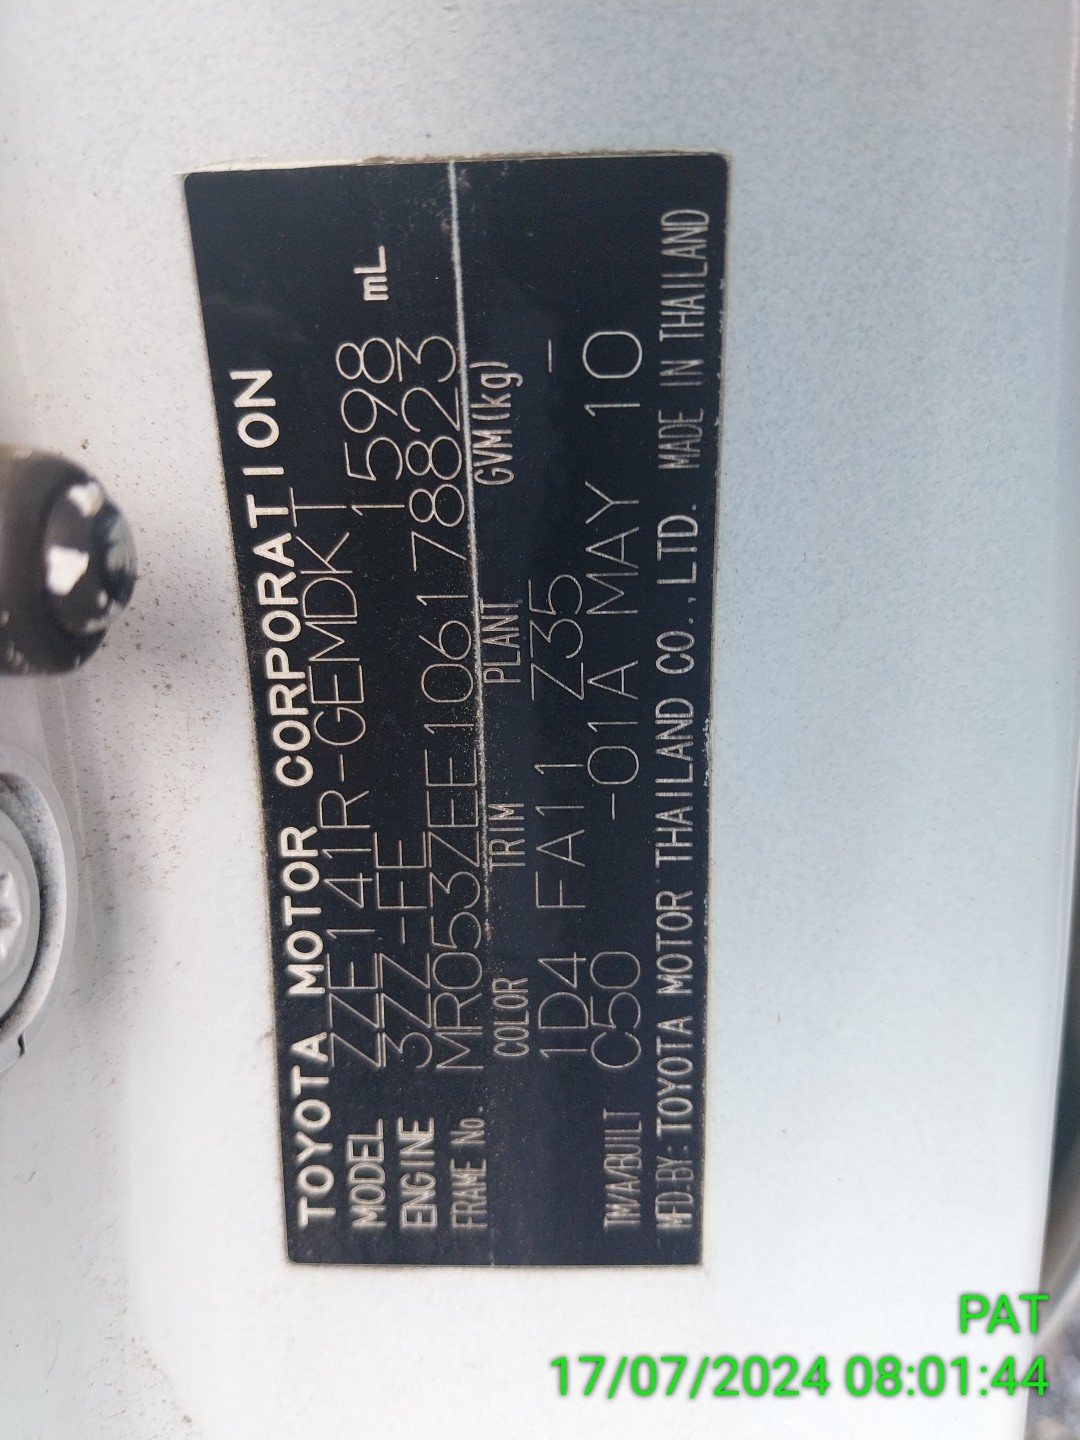 TOYOTA MOTOR CORPORATION
MODEL ZZE141R-GEMDKT
ENGINE 3ZZ-FE 1598 mL
FRAME No. MR053ZEE106178823
COLOR TRIM PLANT GVM(kg)
1D4 FA11 Z35 -
TM/A/BUILT C50 -01A MAY 10
MFD.BY: TOYOTA MOTOR THAILAND CO.,LTD. MADE IN THAILAND
PAT
17/07/2024 08:01:44